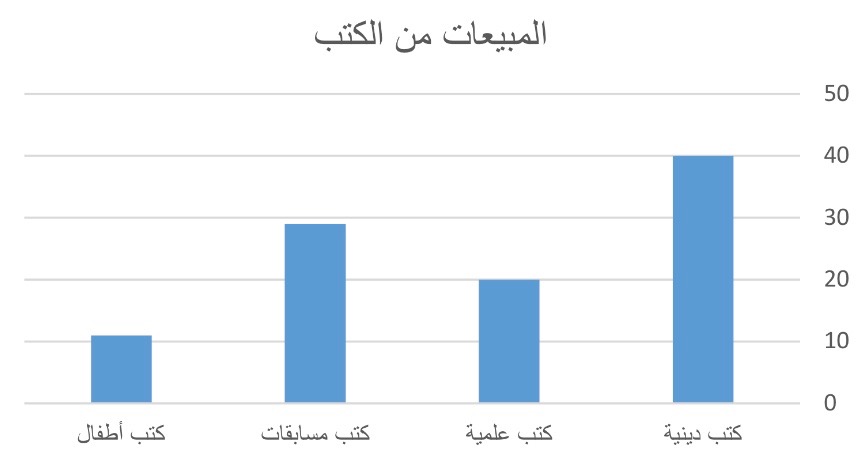 المبيعات من الكتب
50
40
30
20
10
0
كتب دينية
كتب علمية
كتب مسابقات
كتب أطفال